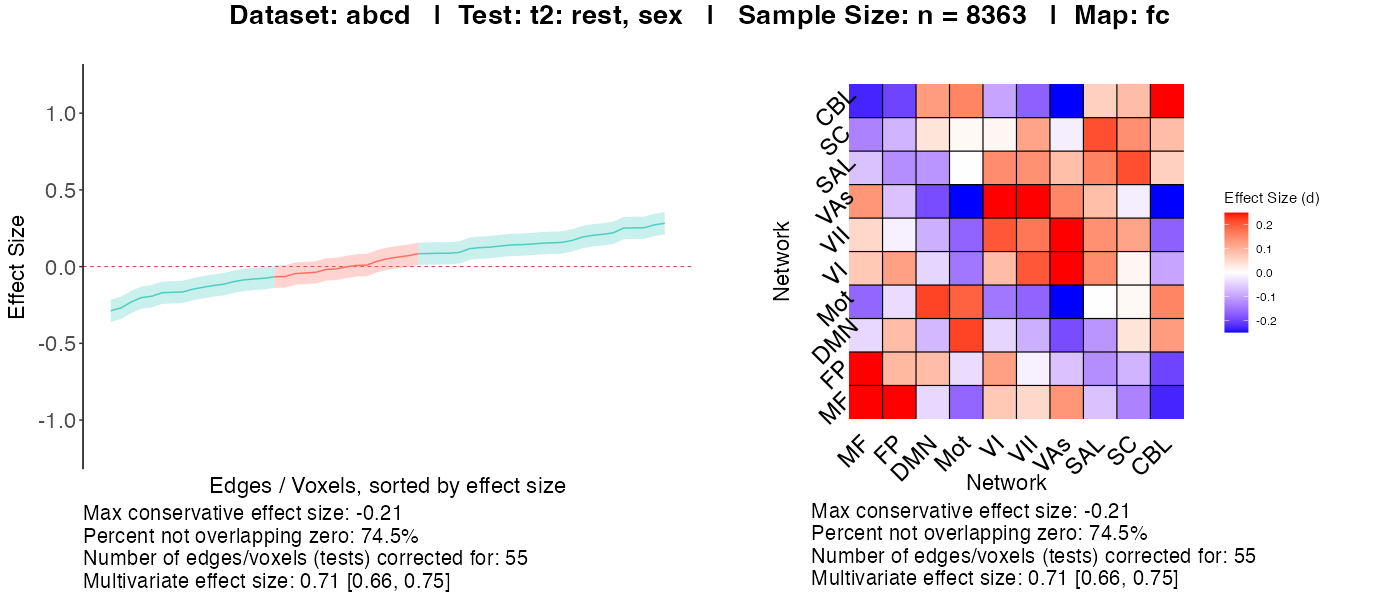 Dataset: abcd | Test: t2: rest, sex | Sample Size: n = 8363 | Map: fc
Effect Size
1.0
0.5
0.0
-0.5
-1.0
Edges / Voxels, sorted by effect size
Max conservative effect size: -0.21
Percent not overlapping zero: 74.5%
Number of edges/voxels (tests) corrected for: 55
Multivariate effect size: 0.71 [0.66, 0.75]
Network
CBL
SC
SAL
VAs
VII
VI
Mot
DMN
FP
MF
MF
FP
DMN
Mot
VI
VII
VAs
SAL
SC
CBL
Network
Effect Size (d)
0.2
0.1
0.0
-0.1
-0.2
Max conservative effect size: -0.21
Percent not overlapping zero: 74.5%
Number of edges/voxels (tests) corrected for: 55
Multivariate effect size: 0.71 [0.66, 0.75]